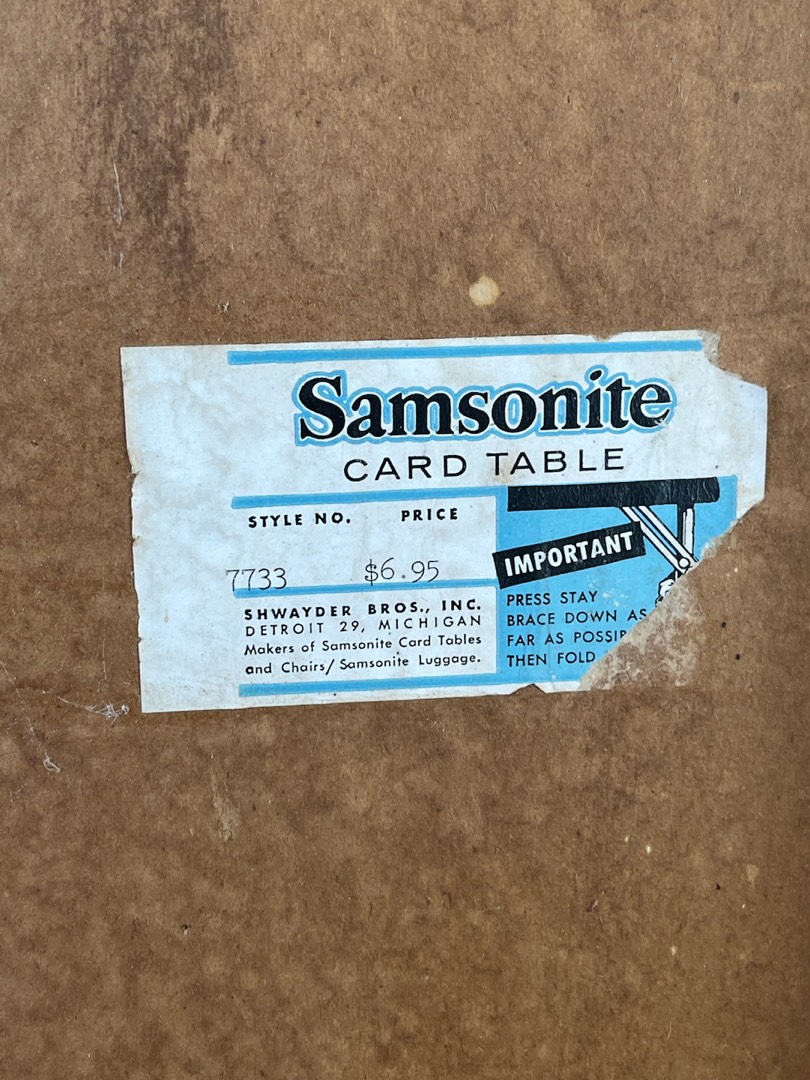 Samsonite
CARD TABLE
STYLE NO. PRICE
7733 $6.95
SHWAYDER BROS., INC.
DETROIT 29, MICHIGAN
Makers of Samsonite Card Tables
and Chairs/Samsonite Luggage.
IMPORTANT
PRESS STAY
BRACE DOWN AS
FAR AS
THEN FOLD